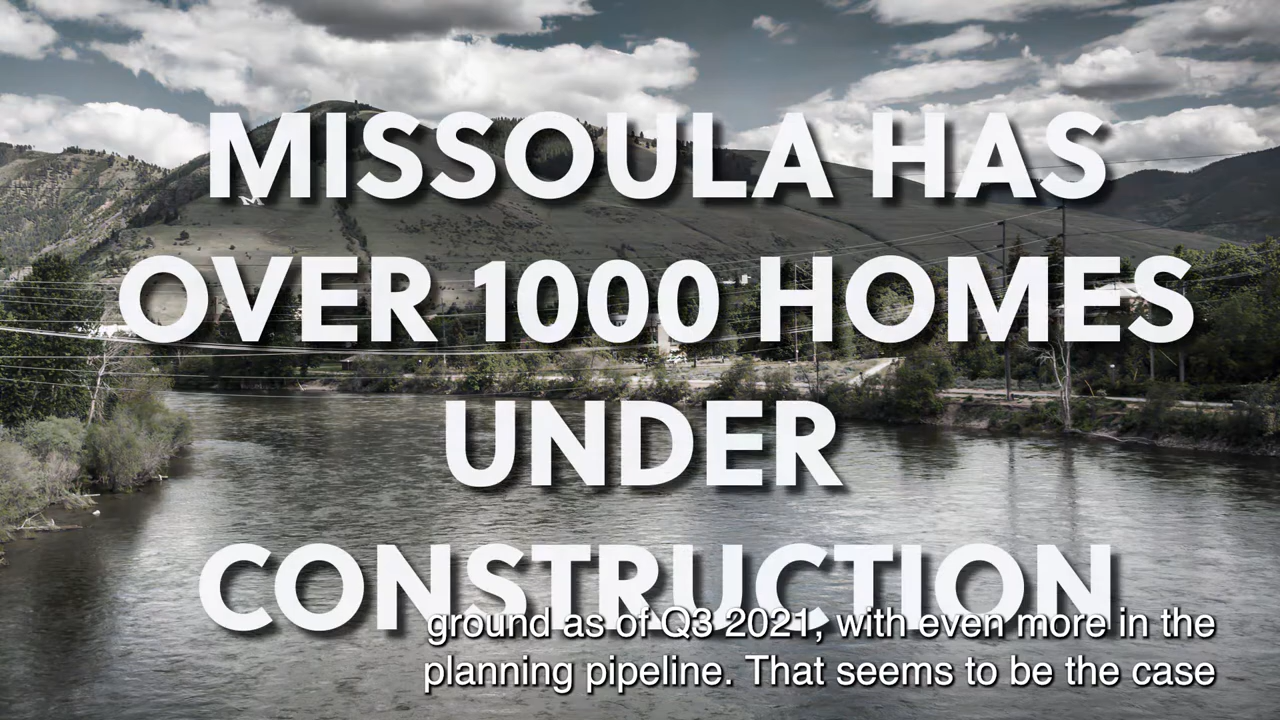 MISSOULA HAS
OVER 1000 HOMES
UNDER
CONSTRUCTION
ground as of Q3 2021, with even more in the
planning pipeline. That seems to be the case